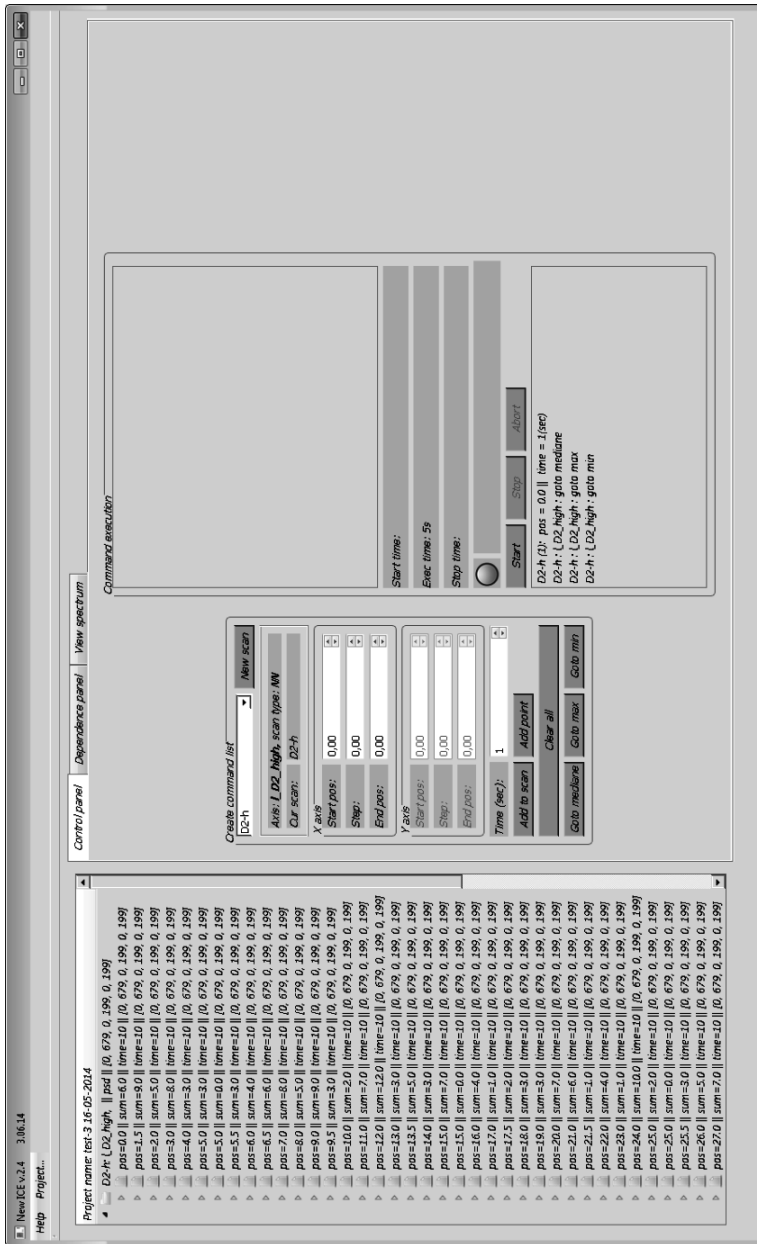 New ICE v.2.4 3.06.14
Help Project...
Project name: test-3 16-05-2014
D2-h: l_D2_high, || psd || [0, 679, 0, 199, 0, 199]
pos=0.0 || sum=6.0 || time=10 || [0, 679, 0, 199, 0, 199]
pos=1.5 || sum=9.0 || time=10 || [0, 679, 0, 199, 0, 199]
pos=2.0 || sum=5.0 || time=10 || [0, 679, 0, 199, 0, 199]
pos=3.0 || sum=8.0 || time=10 || [0, 679, 0, 199, 0, 199]
pos=4.0 || sum=3.0 || time=10 || [0, 679, 0, 199, 0, 199]
pos=5.0 || sum=3.0 || time=10 || [0, 679, 0, 199, 0, 199]
pos=5.0 || sum=0.0 || time=10 || [0, 679, 0, 199, 0, 199]
pos=5.5 || sum=3.0 || time=10 || [0, 679, 0, 199, 0, 199]
pos=6.0 || sum=4.0 || time=10 || [0, 679, 0, 199, 0, 199]
pos=6.5 || sum=6.0 || time=10 || [0, 679, 0, 199, 0, 199]
pos=7.0 || sum=8.0 || time=10 || [0, 679, 0, 199, 0, 199]
pos=8.0 || sum=5.0 || time=10 || [0, 679, 0, 199, 0, 199]
pos=9.0 || sum=9.0 || time=10 || [0, 679, 0, 199, 0, 199]
pos=9.5 || sum=3.0 || time=10 || [0, 679, 0, 199, 0, 199]
pos=10.0 || sum=2.0 || time=10 || [0, 679, 0, 199, 0, 199]
pos=11.0 || sum=7.0 || time=10 || [0, 679, 0, 199, 0, 199]
pos=12.0 || sum=12.0 || time=10 || [0, 679, 0, 199, 0, 199]
pos=13.0 || sum=3.0 || time=10 || [0, 679, 0, 199, 0, 199]
pos=13.5 || sum=5.0 || time=10 || [0, 679, 0, 199, 0, 199]
pos=14.0 || sum=3.0 || time=10 || [0, 679, 0, 199, 0, 199]
pos=15.0 || sum=7.0 || time=10 || [0, 679, 0, 199, 0, 199]
pos=15.0 || sum=0.0 || time=10 || [0, 679, 0, 199, 0, 199]
pos=16.0 || sum=4.0 || time=10 || [0, 679, 0, 199, 0, 199]
pos=17.0 || sum=1.0 || time=10 || [0, 679, 0, 199, 0, 199]
pos=17.5 || sum=2.0 || time=10 || [0, 679, 0, 199, 0, 199]
pos=18.0 || sum=3.0 || time=10 || [0, 679, 0, 199, 0, 199]
pos=19.0 || sum=3.0 || time=10 || [0, 679, 0, 199, 0, 199]
pos=20.0 || sum=7.0 || time=10 || [0, 679, 0, 199, 0, 199]
pos=21.0 || sum=6.0 || time=10 || [0, 679, 0, 199, 0, 199]
pos=21.5 || sum=1.0 || time=10 || [0, 679, 0, 199, 0, 199]
pos=22.0 || sum=4.0 || time=10 || [0, 679, 0, 199, 0, 199]
pos=23.0 || sum=1.0 || time=10 || [0, 679, 0, 199, 0, 199]
pos=24.0 || sum=10.0 || time=10 || [0, 679, 0, 199, 0, 199]
pos=25.0 || sum=2.0 || time=10 || [0, 679, 0, 199, 0, 199]
pos=25.0 || sum=0.0 || time=10 || [0, 679, 0, 199, 0, 199]
pos=25.5 || sum=3.0 || time=10 || [0, 679, 0, 199, 0, 199]
pos=26.0 || sum=5.0 || time=10 || [0, 679, 0, 199, 0, 199]
pos=27.0 || sum=7.0 || time=10 || [0, 679, 0, 199, 0, 199]
Control panel Dependence panel View spectrum
Create command list
D2-h New scan
Axis: l_D2_high, scan type: NN
Cur scan: D2-h
X axis
Start pos: 0,00
Step: 0,00
End pos: 0,00
Y axis
Start pos: 0,00
Step: 0,00
End pos: 0,00
Time (sec): 1
Add to scan Add point
Clear all
Goto mediane Goto max Goto min
Command execution
Start time:
Exec time: 5s
Stop time:
Start Stop Abort
D2-h (1): pos = 0.0 || time = 1(sec)
D2-h : l_D2_high : goto mediane
D2-h : l_D2_high : goto max
D2-h : l_D2_high : goto min